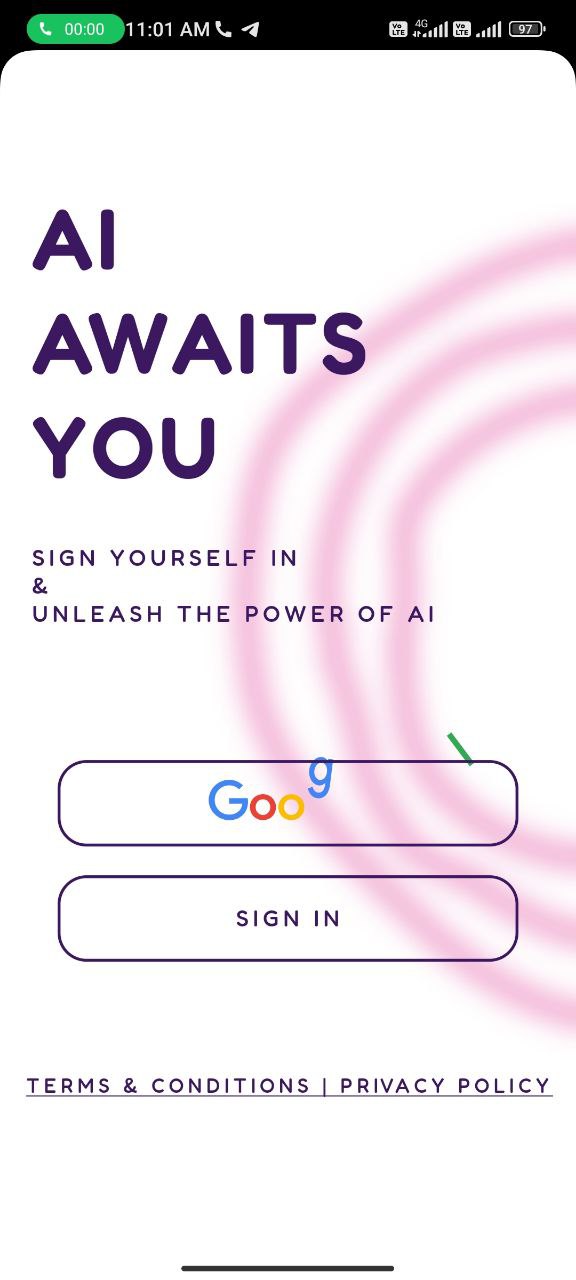 00:00 11:01 AM 4G Vo LTE Vo LTE 97
AI
AWAITS
YOU
SIGN YOURSELF IN
&
UNLEASH THE POWER OF AI
Goog
SIGN IN
TERMS & CONDITIONS | PRIVACY POLICY